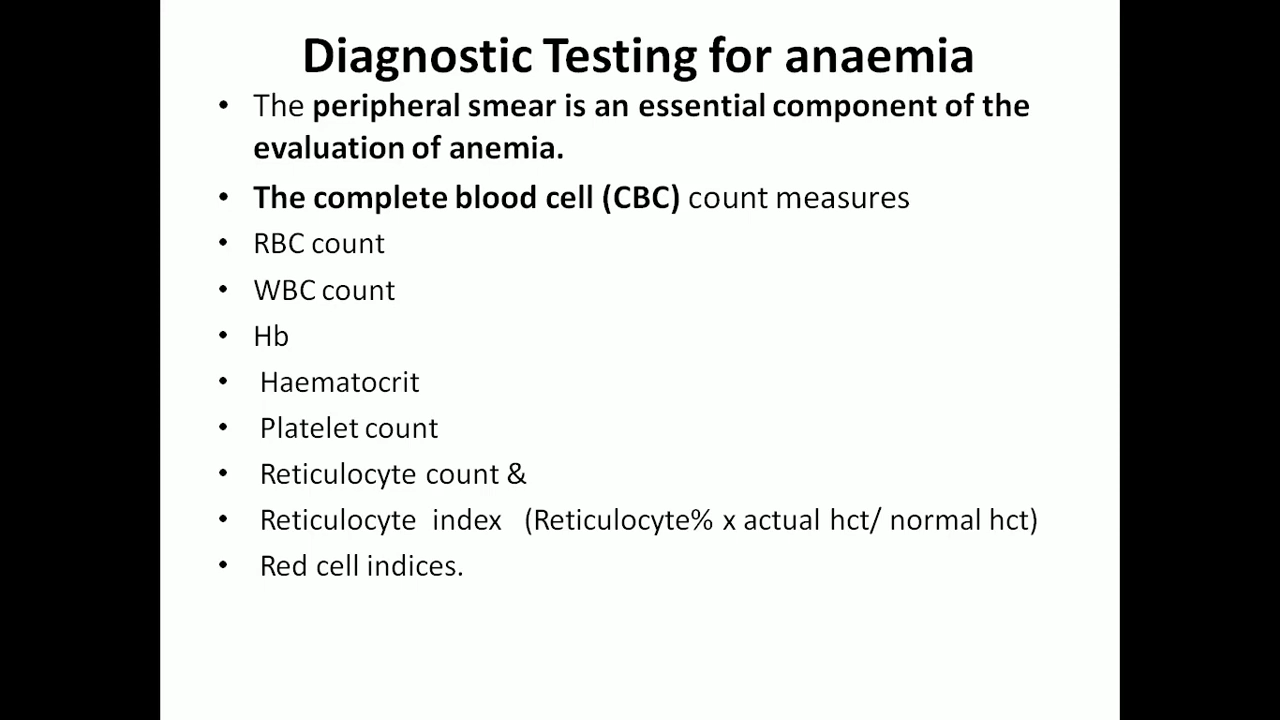 Diagnostic Testing for anaemia
• The peripheral smear is an essential component of the
evaluation of anemia.
• The complete blood cell (CBC) count measures
• RBC count
• WBC count
• Hb
• Haematocrit
• Platelet count
• Reticulocyte count &
• Reticulocyte index (Reticulocyte% x actual hct/ normal hct)
• Red cell indices.